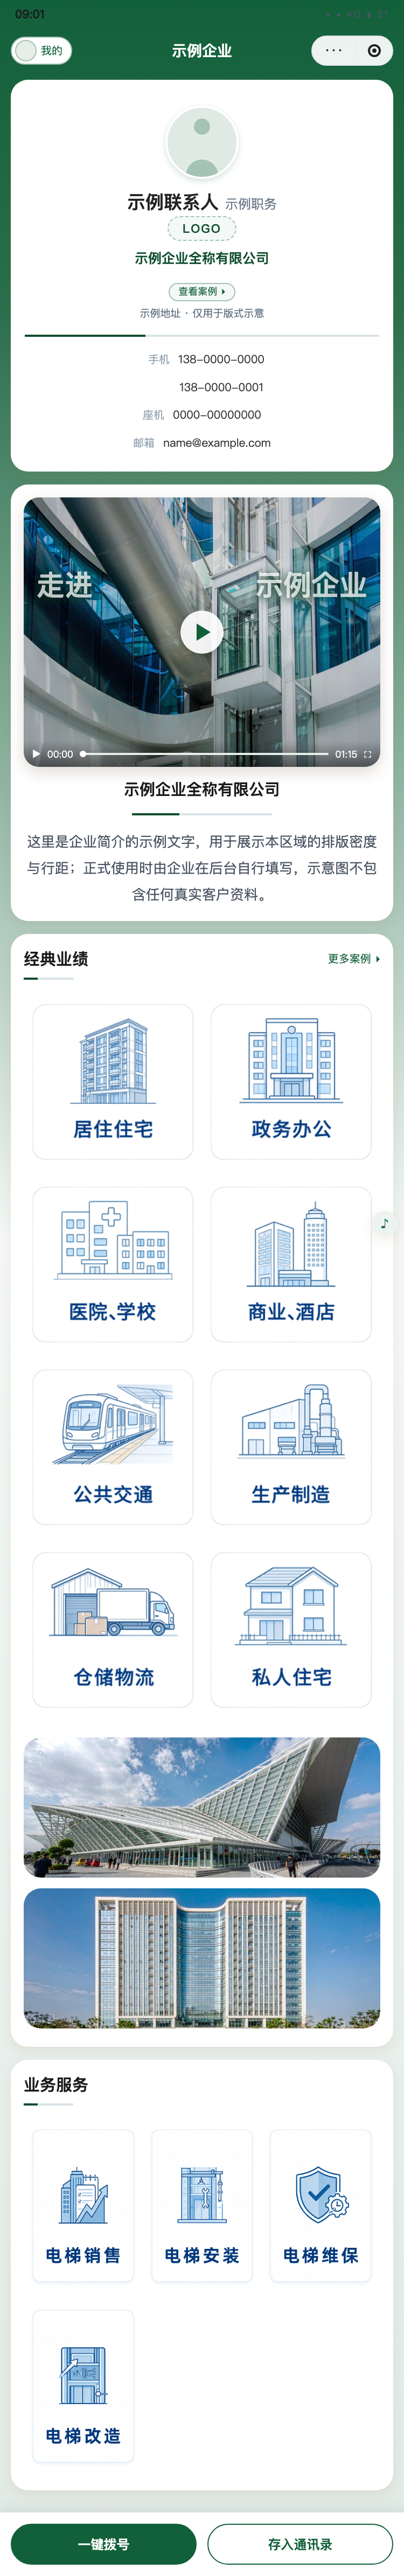 09:01
4G
我的
示例企业
示例联系人 示例职务
LOGO
示例企业全称有限公司
查看案例
示例地址 · 仅用于版式示意
手机 138-0000-0000
138-0000-0001
座机 0000-00000000
邮箱 name@example.com
走进 示例企业
00:00 01:15
示例企业全称有限公司
这里是企业简介的示例文字，用于展示本区域的排版密度
与行距；正式使用时由企业在后台自行填写，示意图不包
含任何真实客户资料。
经典业绩
更多案例
居住住宅
政务办公
医院、学校
商业、酒店
公共交通
生产制造
仓储物流
私人住宅
业务服务
电梯销售
电梯安装
电梯维保
电梯改造
一键拨号
存入通讯录